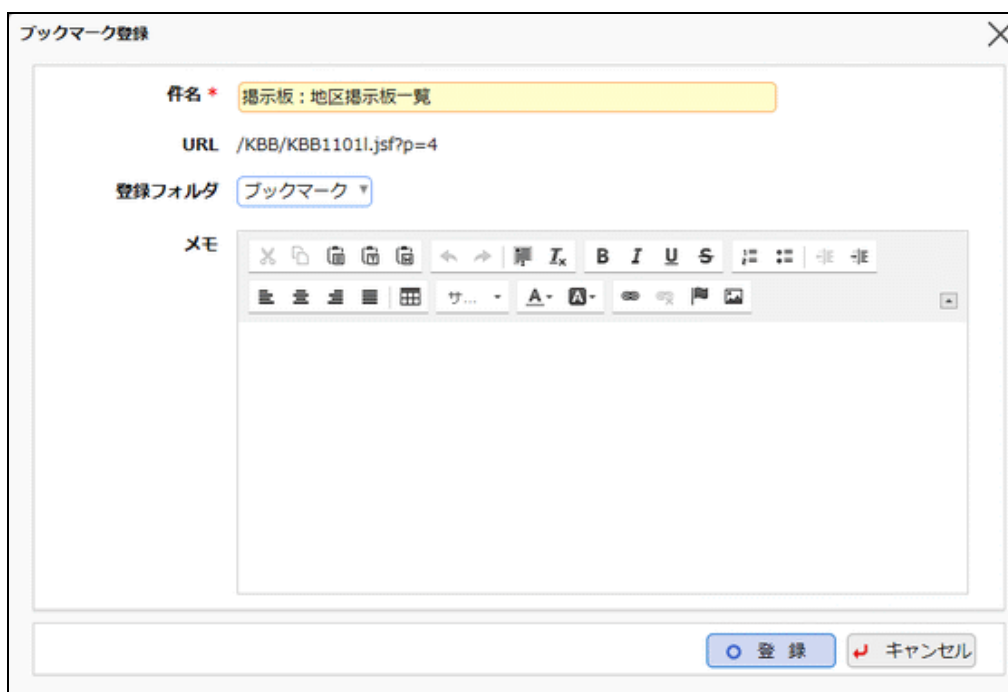 ブックマーク登録
件名 * 掲示板：地区掲示板一覧
URL /KBB/KBB1101l.jsf?p=4
登録フォルダ ブックマーク
メモ
B I U S
サ... A A
登 録 キャンセル